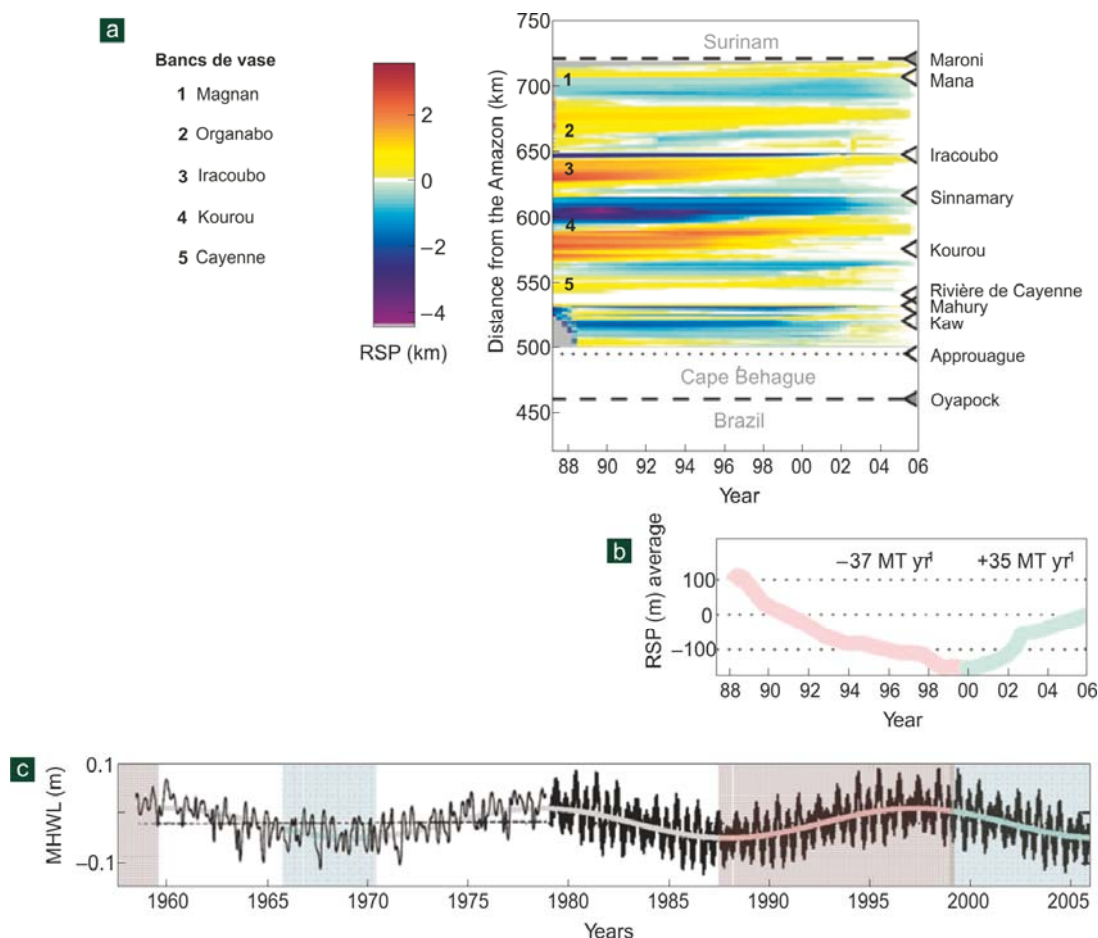 a
Bancs de vase
1 Magnan
2 Organabo
3 Iracoubo
4 Kourou
5 Cayenne
2
0
−2
−4
RSP (km)
Distance from the Amazon (km)
750
700
650
600
550
500
450
Surinam
1
2
3
4
5
Cape Behague
Brazil
Maroni
Mana
Iracoubo
Sinnamary
Kourou
Rivière de Cayenne
Mahury
Kaw
Approuague
Oyapock
88 90 92 94 96 98 00 02 04 06
Year
b
RSP (m) average
100
0
−100
−37 MT yr¹ +35 MT yr¹
88 90 92 94 96 98 00 02 04 06
Year
c
MHWL (m)
0.1
−0.1
1960 1965 1970 1975 1980 1985 1990 1995 2000 2005
Years